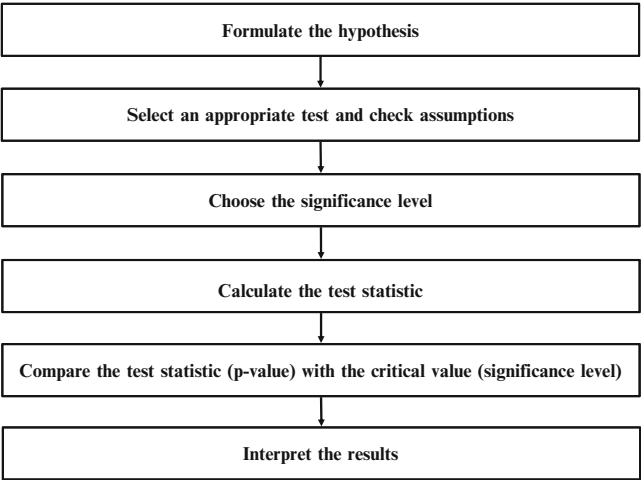 Formulate the hypothesis
Select an appropriate test and check assumptions
Choose the significance level
Calculate the test statistic
Compare the test statistic (p-value) with the critical value (significance level)
Interpret the results